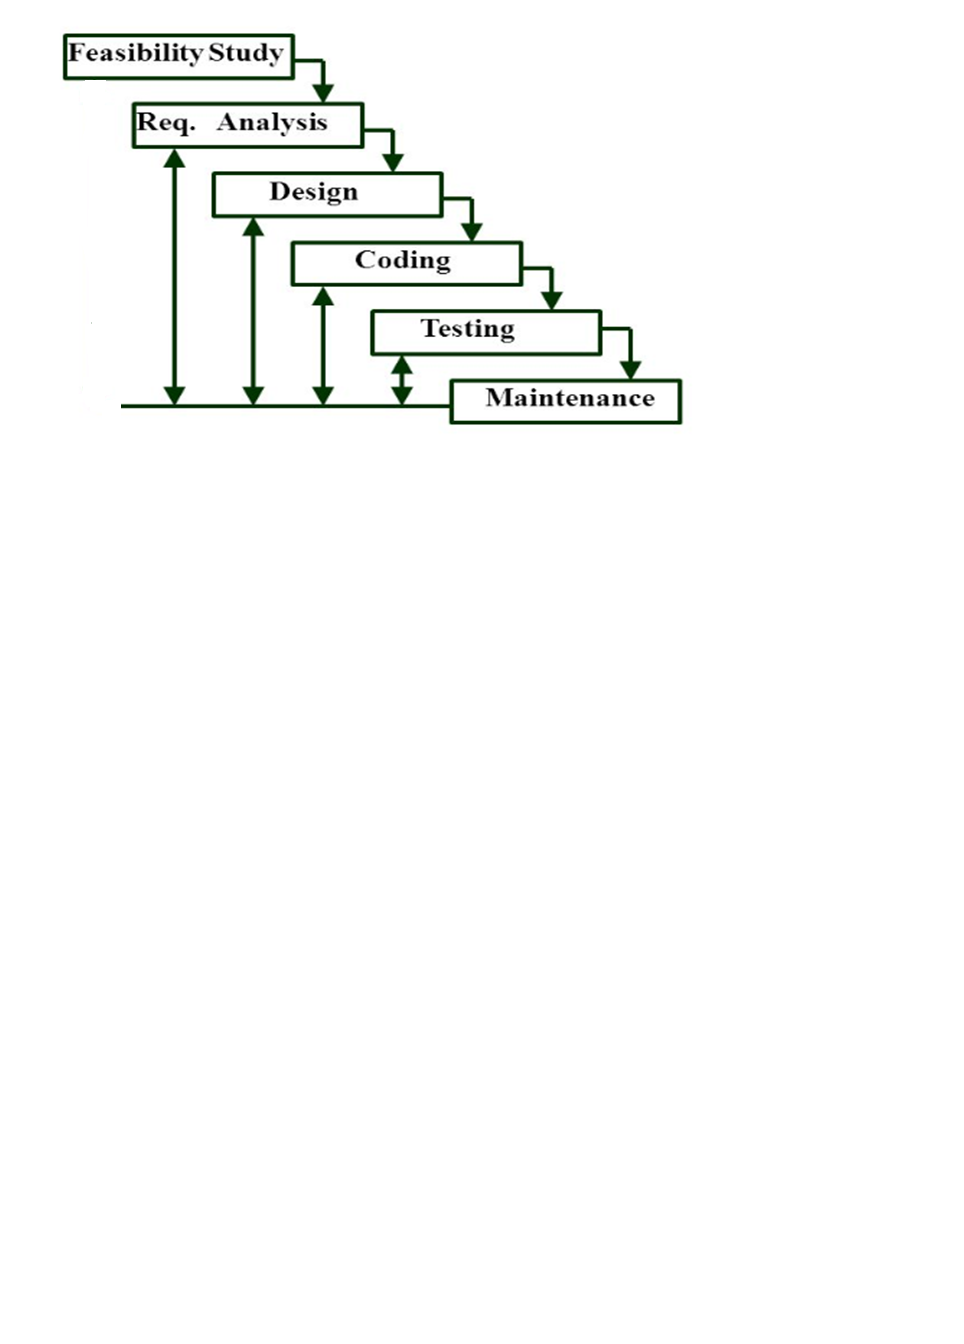 Feasibility Study
Req. Analysis
Design
Coding
Testing
Maintenance